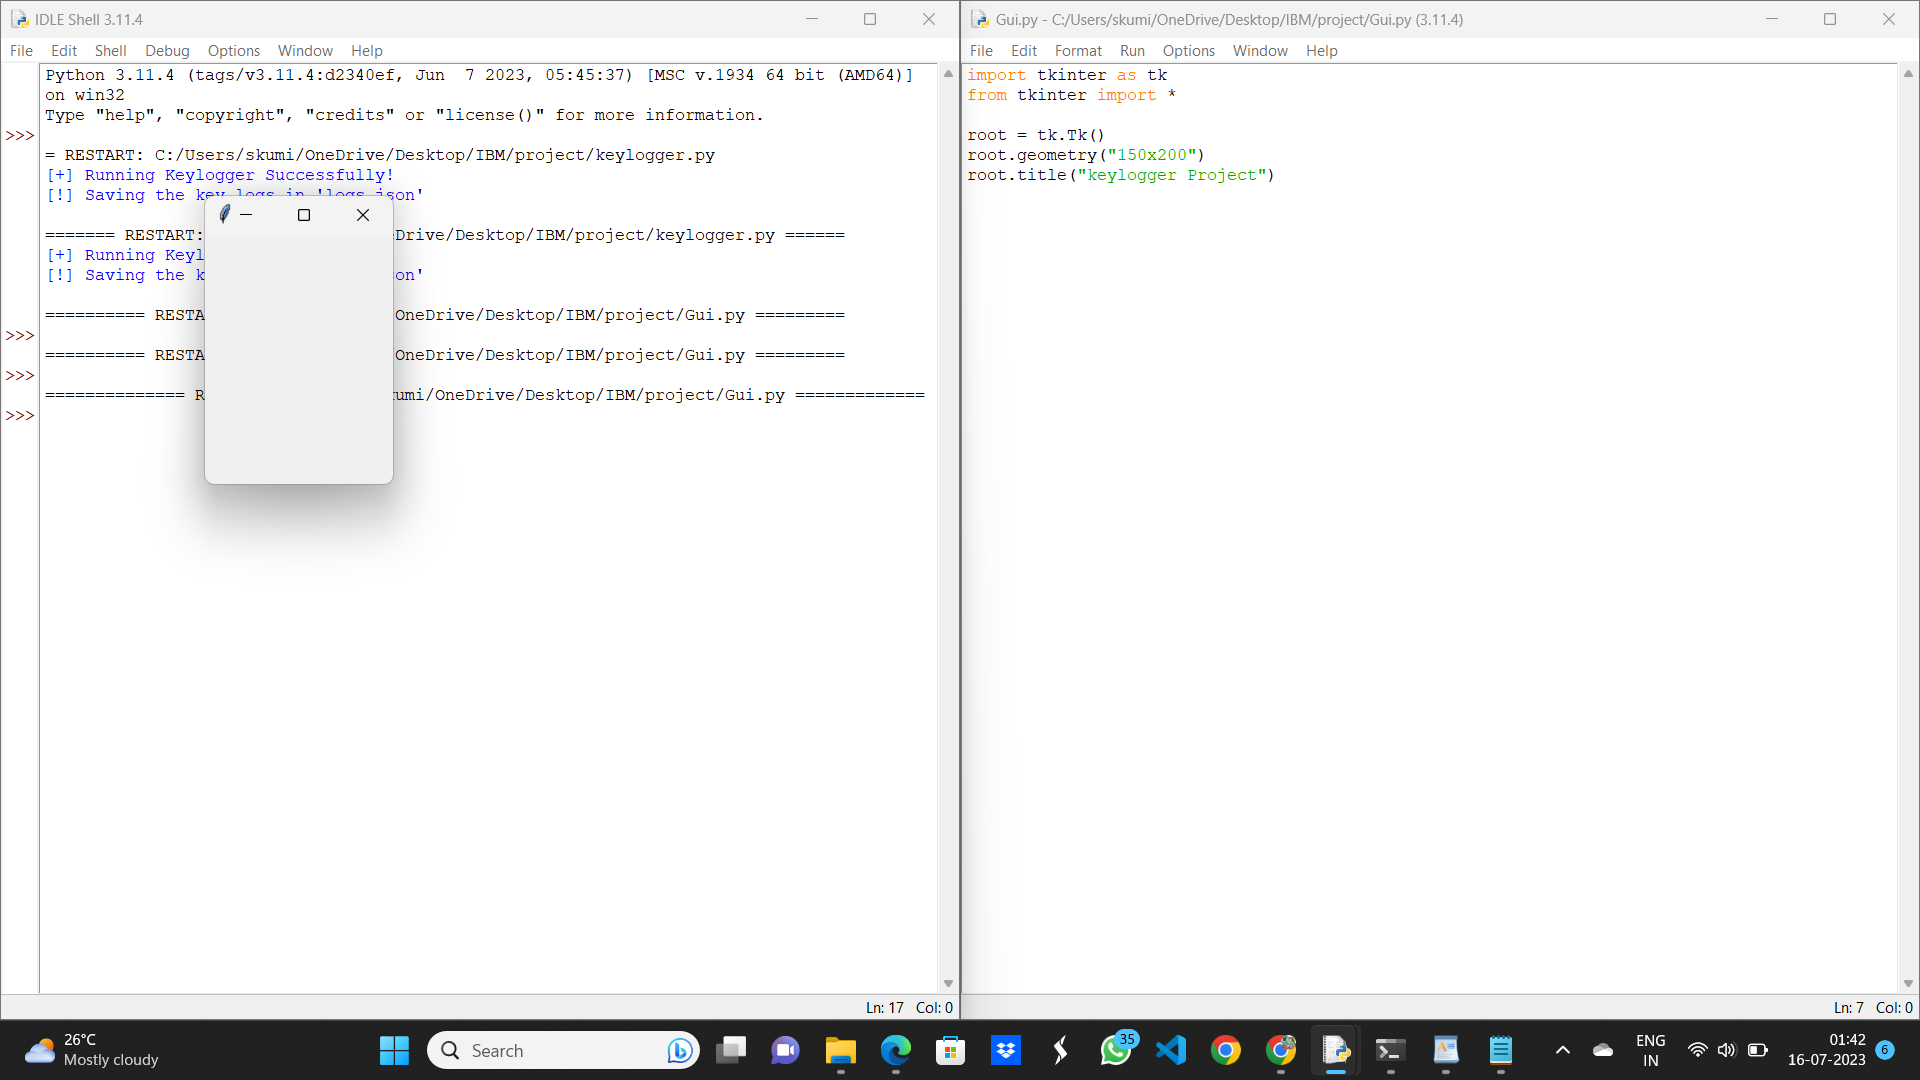 IDLE Shell 3.11.4
File Edit Shell Debug Options Window Help
Python 3.11.4 (tags/v3.11.4:d2340ef, Jun  7 2023, 05:45:37) [MSC v.1934 64 bit (AMD64)]
on win32
Type "help", "copyright", "credits" or "license()" for more information.
>>>
= RESTART: C:/Users/skumi/OneDrive/Desktop/IBM/project/keylogger.py
[+] Running Keylogger Successfully!
[!] Saving the key logs in 'logs.json'
======= RESTART: Drive/Desktop/IBM/project/keylogger.py ======
[+] Running Keyl
[!] Saving the k on'
========== RESTA OneDrive/Desktop/IBM/project/Gui.py =========
>>>
========== RESTA OneDrive/Desktop/IBM/project/Gui.py =========
>>>
============== R umi/OneDrive/Desktop/IBM/project/Gui.py =============
>>>
Ln: 17 Col: 0
Gui.py - C:/Users/skumi/OneDrive/Desktop/IBM/project/Gui.py (3.11.4)
File Edit Format Run Options Window Help
import tkinter as tk
from tkinter import *
root = tk.Tk()
root.geometry("150x200")
root.title("keylogger Project")
Ln: 7 Col: 0
26°C
Mostly cloudy
Search
35
ENG
IN
01:42
16-07-2023
6